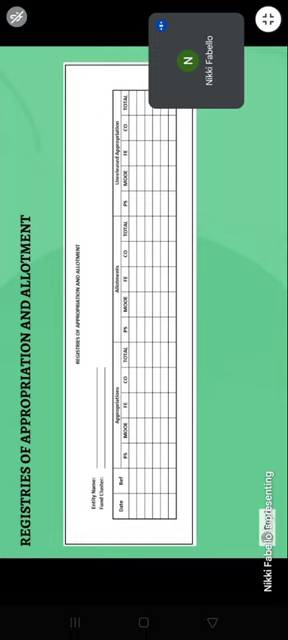 REGISTRIES OF APPROPRIATION AND ALLOTMENT
REGISTRIES OF APPROPRIATION AND ALLOTMENT
Entity Name:
Fund Cluster:
Date Ref Appropriations Allotments Unreleased Appropriation
PS MOOE FE CO TOTAL PS MOOE FE CO TOTAL PS MOOE FE CO TOTAL
N
Nikki Fabello
Nikki Fabello is presenting